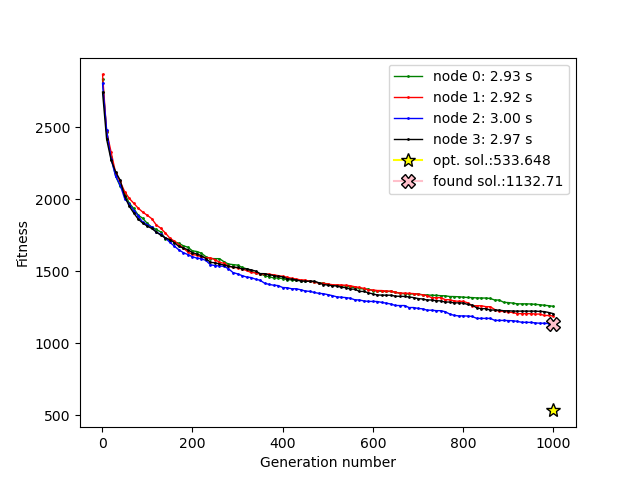 node 0: 2.93 s
node 1: 2.92 s
node 2: 3.00 s
node 3: 2.97 s
opt. sol.:533.648
found sol.:1132.71
Fitness
2500
2000
1500
1000
500
0 200 400 600 800 1000
Generation number